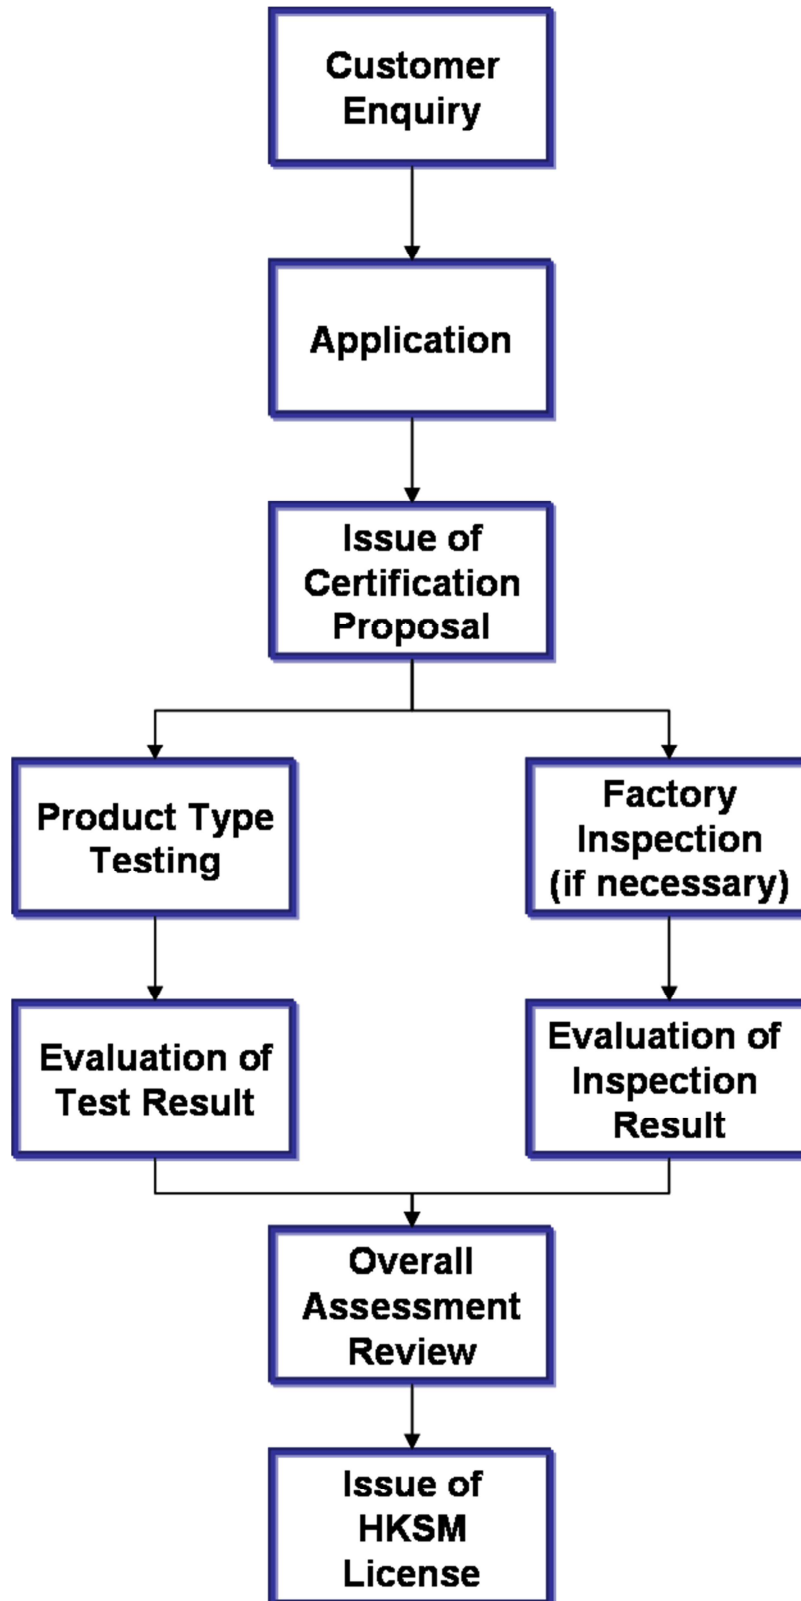 Customer
Enquiry
Application
Issue of
Certification
Proposal
Product Type
Testing
Factory
Inspection
(if necessary)
Evaluation of
Test Result
Evaluation of
Inspection
Result
Overall
Assessment
Review
Issue of
HKSM
License